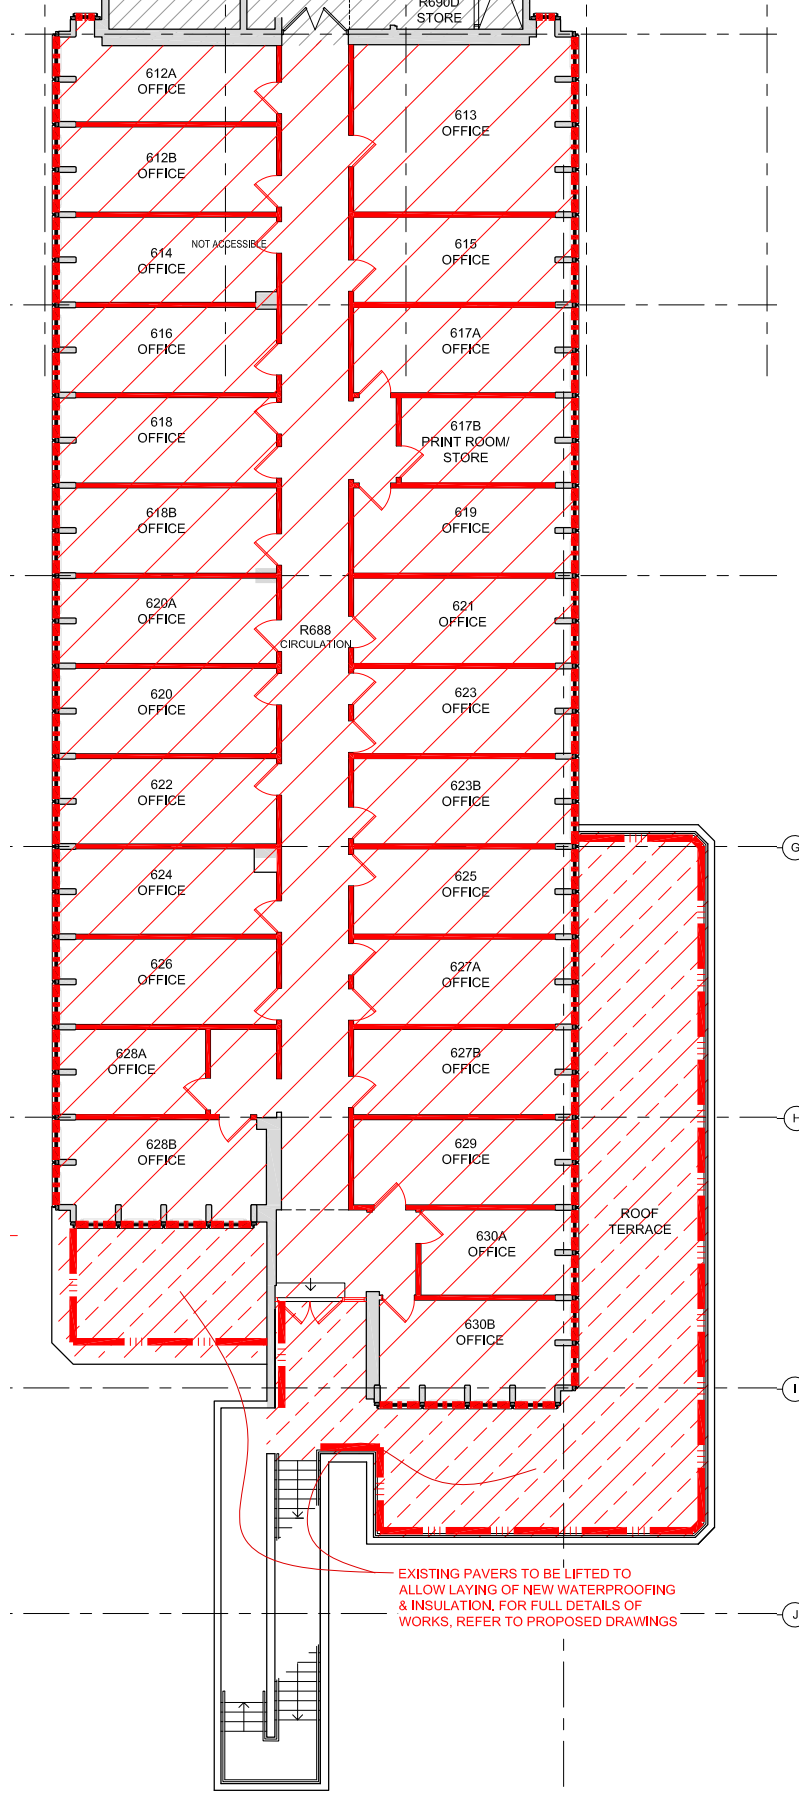 R690D
STORE
612A
OFFICE
613
OFFICE
612B
OFFICE
614
OFFICE
NOT ACCESSIBLE
615
OFFICE
616
OFFICE
617A
OFFICE
618
OFFICE
617B
PRINT ROOM/
STORE
618B
OFFICE
619
OFFICE
620A
OFFICE
621
OFFICE
R688
CIRCULATION
620
OFFICE
623
OFFICE
622
OFFICE
623B
OFFICE
G
624
OFFICE
625
OFFICE
626
OFFICE
627A
OFFICE
628A
OFFICE
627B
OFFICE
H
628B
OFFICE
629
OFFICE
630A
OFFICE
ROOF
TERRACE
630B
OFFICE
I
EXISTING PAVERS TO BE LIFTED TO
ALLOW LAYING OF NEW WATERPROOFING
& INSULATION. FOR FULL DETAILS OF
WORKS, REFER TO PROPOSED DRAWINGS
J